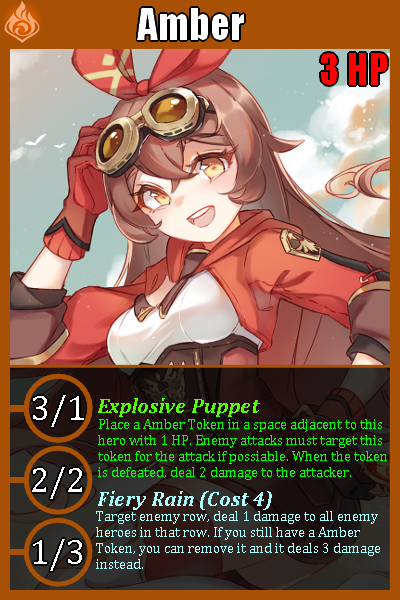 Amber
3 HP
3/1
Explosive Puppet
Place a Amber Token in a space adjacent to this
hero with 1 HP. Enemy attacks must target this
token for the attack if possiable. When the token
is defeated, deal 2 damage to the attacker.
2/2
Fiery Rain (Cost 4)
Target enemy row, deal 1 damage to all enemy
heroes in that row. If you still have a Amber
Token, you can remove it and it deals 3 damage
instead.
1/3